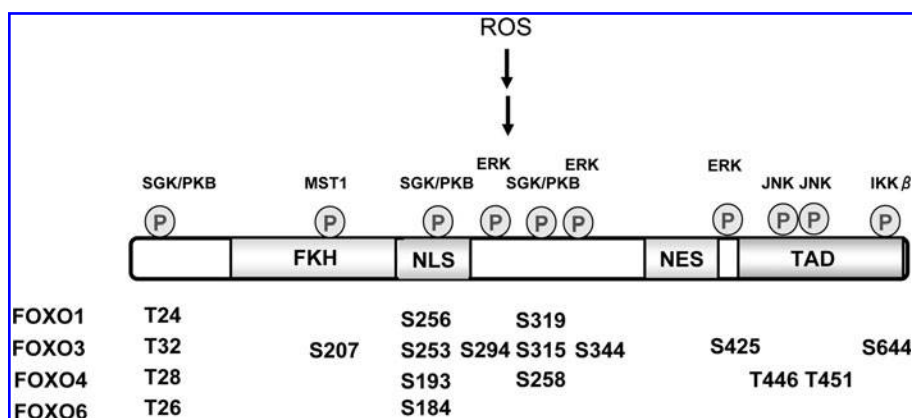 ROS
ERK ERK ERK
SGK/PKB MST1 SGK/PKB SGK/PKB JNK JNK IKK β
P P P P P P P P P P
FKH NLS NES TAD
FOXO1 T24 S256 S319
FOXO3 T32 S207 S253 S294 S315 S344 S425 S644
FOXO4 T28 S193 S258 T446 T451
FOXO6 T26 S184